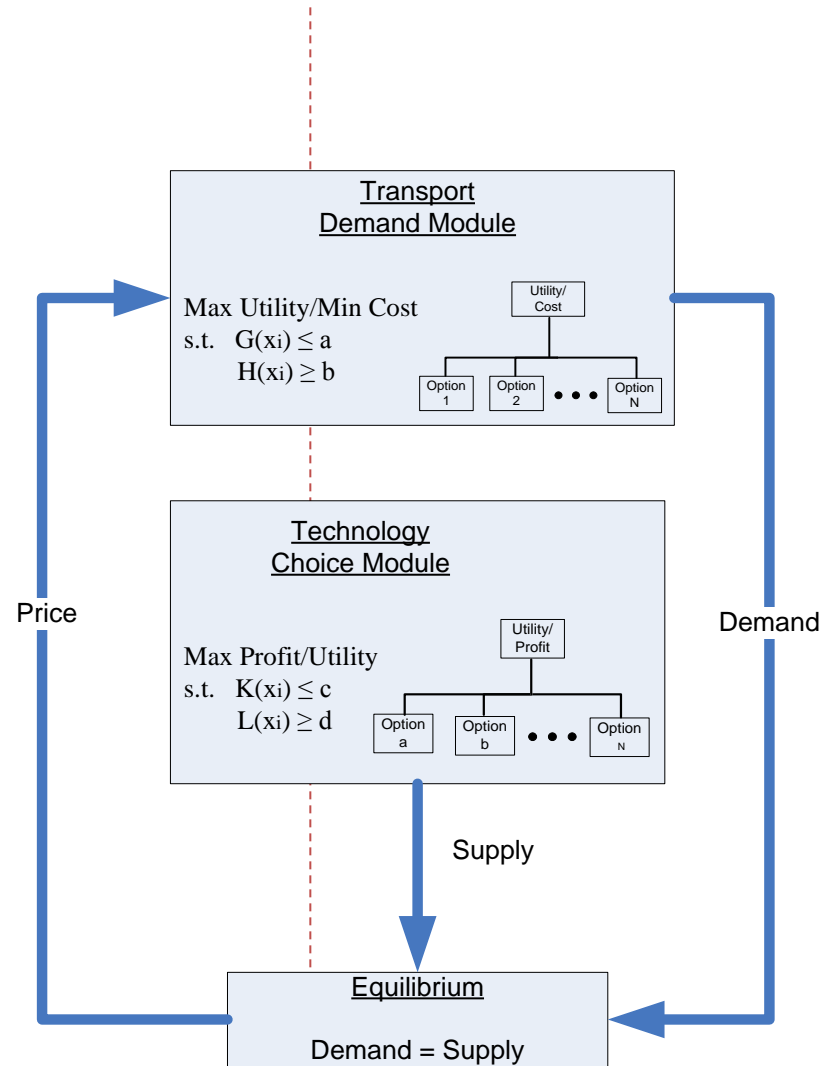 Transport
Demand Module
Max Utility/Min Cost
s.t. G(xi) ≤ a
H(xi) ≥ b
Utility/
Cost
Option
1
Option
2
Option
N
Technology
Choice Module
Max Profit/Utility
s.t. K(xi) ≤ c
L(xi) ≥ d
Utility/
Profit
Option
a
Option
b
Option
N
Price
Demand
Supply
Equilibrium
Demand = Supply